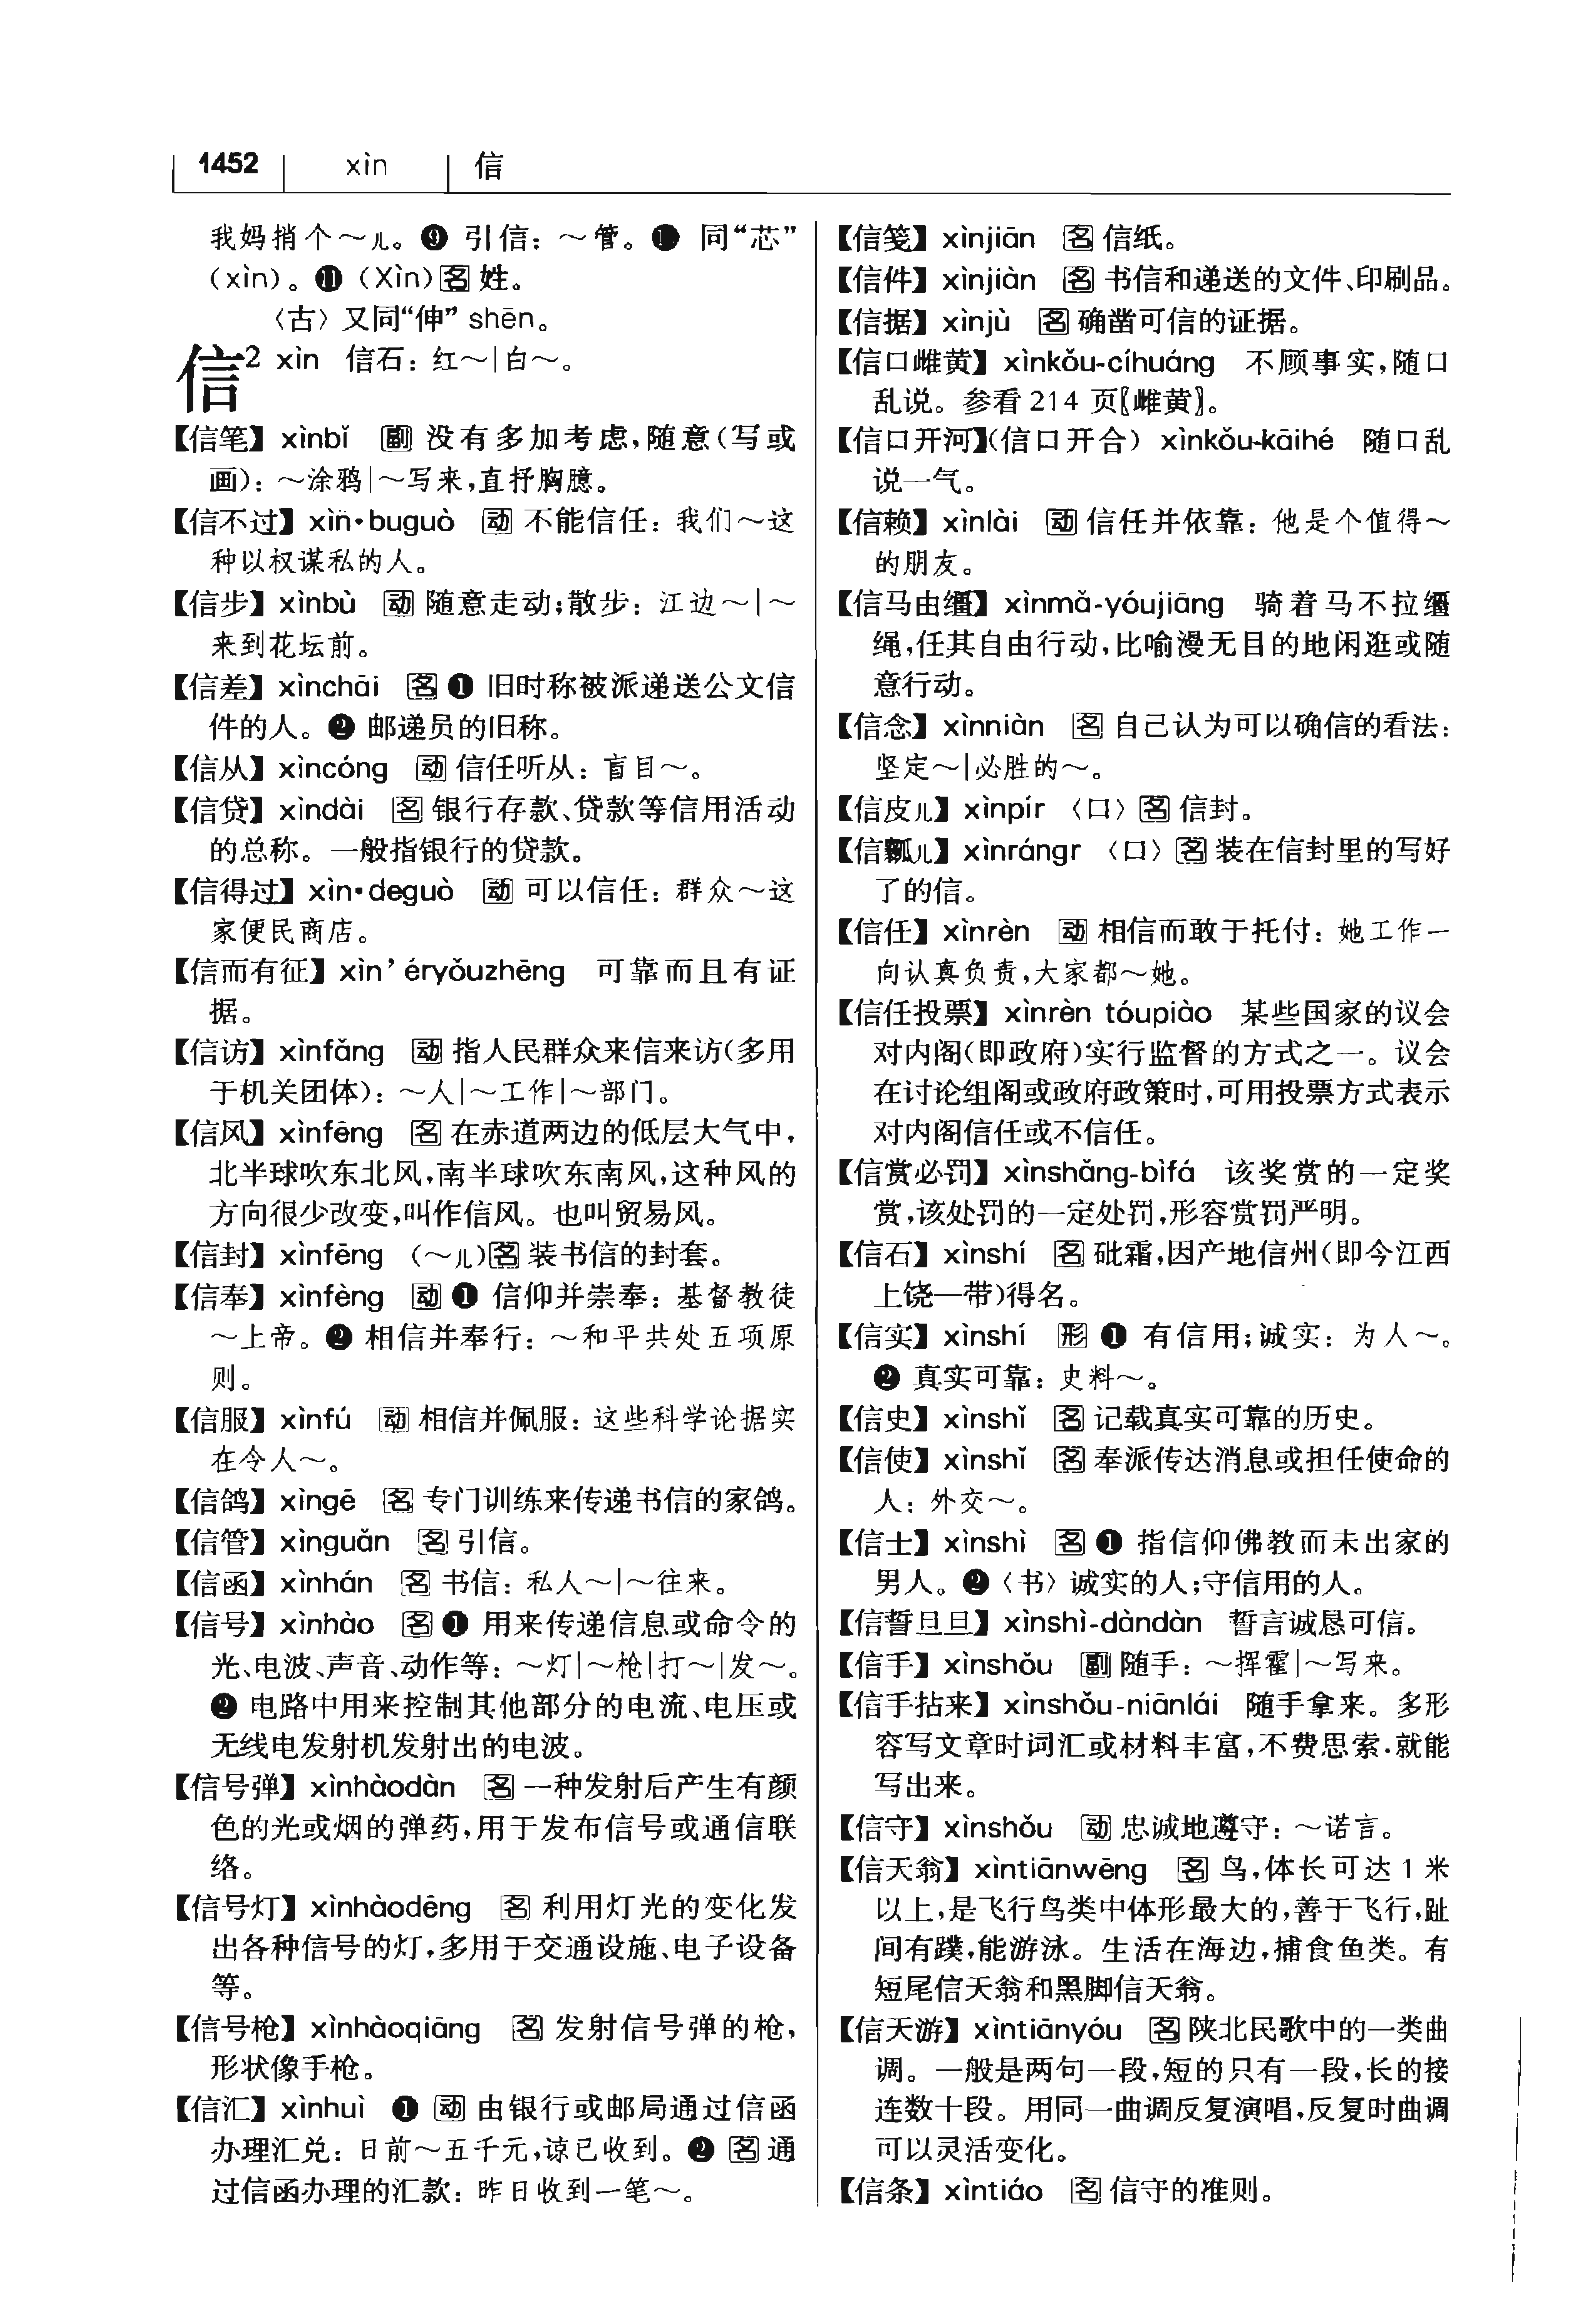 1452 xìn 信
我妈捎个～儿。❾ 引信：～管。❿ 同“芯”
（xìn）。⓫（Xìn）名 姓。
〈古〉又同“伸” shēn。
信² xìn 信石：红～｜白～。
【信笔】xìnbǐ 副 没有多加考虑，随意（写或
画）：～涂鸦｜～写来，直抒胸臆。
【信不过】xìn•buguò 动 不能信任：我们～这
种以权谋私的人。
【信步】xìnbù 动 随意走动；散步：江边～｜～
来到花坛前。
【信差】xìnchāi 名 ❶ 旧时称被派递送公文信
件的人。❷ 邮递员的旧称。
【信从】xìncóng 动 信任听从：盲目～。
【信贷】xìndài 名 银行存款、贷款等信用活动
的总称。一般指银行的贷款。
【信得过】xìn•deguò 动 可以信任：群众～这
家便民商店。
【信而有征】xìn’éryǒuzhēng 可靠而且有证
据。
【信访】xìnfǎng 动 指人民群众来信来访（多用
于机关团体）：～人｜～工作｜～部门。
【信风】xìnfēng 名 在赤道两边的低层大气中，
北半球吹东北风，南半球吹东南风，这种风的
方向很少改变，叫作信风。也叫贸易风。
【信封】xìnfēng （～儿）名 装书信的封套。
【信奉】xìnfèng 动 ❶ 信仰并崇奉：基督教徒
～上帝。❷ 相信并奉行：～和平共处五项原
则。
【信服】xìnfú 动 相信并佩服：这些科学论据实
在令人～。
【信鸽】xìngē 名 专门训练来传递书信的家鸽。
【信管】xìnguǎn 名 引信。
【信函】xìnhán 名 书信：私人～｜～往来。
【信号】xìnhào 名 ❶ 用来传递信息或命令的
光、电波、声音、动作等：～灯｜～枪｜打～｜发～。
❷ 电路中用来控制其他部分的电流、电压或
无线电发射机发射出的电波。
【信号弹】xìnhàodàn 名 一种发射后产生有颜
色的光或烟的弹药，用于发布信号或通信联
络。
【信号灯】xìnhàodēng 名 利用灯光的变化发
出各种信号的灯，多用于交通设施、电子设备
等。
【信号枪】xìnhàoqiāng 名 发射信号弹的枪，
形状像手枪。
【信汇】xìnhuì ❶ 动 由银行或邮局通过信函
办理汇兑：日前～五千元，谅已收到。❷ 名 通
过信函办理的汇款：昨日收到一笔～。
【信笺】xìnjiān 名 信纸。
【信件】xìnjiàn 名 书信和递送的文件、印刷品。
【信据】xìnjù 名 确凿可信的证据。
【信口雌黄】xìnkǒu-cíhuáng 不顾事实，随口
乱说。参看 214 页〖雌黄〗。
【信口开河】（信口开合）xìnkǒu-kāihé 随口乱
说一气。
【信赖】xìnlài 动 信任并依靠：他是个值得～
的朋友。
【信马由缰】xìnmǎ-yóujiāng 骑着马不拉缰
绳，任其自由行动，比喻漫无目的地闲逛或随
意行动。
【信念】xìnniàn 名 自己认为可以确信的看法：
坚定～｜必胜的～。
【信皮儿】xìnpír 〈口〉名 信封。
【信瓤儿】xìnrángr 〈口〉名 装在信封里的写好
了的信。
【信任】xìnrèn 动 相信而敢于托付：她工作一
向认真负责，大家都～她。
【信任投票】xìnrèn tóupiào 某些国家的议会
对内阁（即政府）实行监督的方式之一。议会
在讨论组阁或政府政策时，可用投票方式表示
对内阁信任或不信任。
【信赏必罚】xìnshǎng-bìfá 该奖赏的一定奖
赏，该处罚的一定处罚，形容赏罚严明。
【信石】xìnshí 名 砒霜，因产地信州（即今江西
上饶一带）得名。
【信实】xìnshí 形 ❶ 有信用；诚实：为人～。
❷ 真实可靠：史料～。
【信史】xìnshǐ 名 记载真实可靠的历史。
【信使】xìnshǐ 名 奉派传达消息或担任使命的
人：外交～。
【信士】xìnshì 名 ❶ 指信仰佛教而未出家的
男人。❷〈书〉诚实的人；守信用的人。
【信誓旦旦】xìnshì-dàndàn 誓言诚恳可信。
【信手】xìnshǒu 副 随手：～挥霍｜～写来。
【信手拈来】xìnshǒu-niānlái 随手拿来。多形
容写文章时词汇或材料丰富，不费思索，就能
写出来。
【信守】xìnshǒu 动 忠诚地遵守：～诺言。
【信天翁】xìntiānwēng 名 鸟，体长可达 1 米
以上，是飞行鸟类中体形最大的，善于飞行，趾
间有蹼，能游泳。生活在海边，捕食鱼类。有
短尾信天翁和黑脚信天翁。
【信天游】xìntiānyóu 名 陕北民歌中的一类曲
调。一般是两句一段，短的只有一段，长的接
连数十段。用同一曲调反复演唱，反复时曲调
可以灵活变化。
【信条】xìntiáo 名 信守的准则。